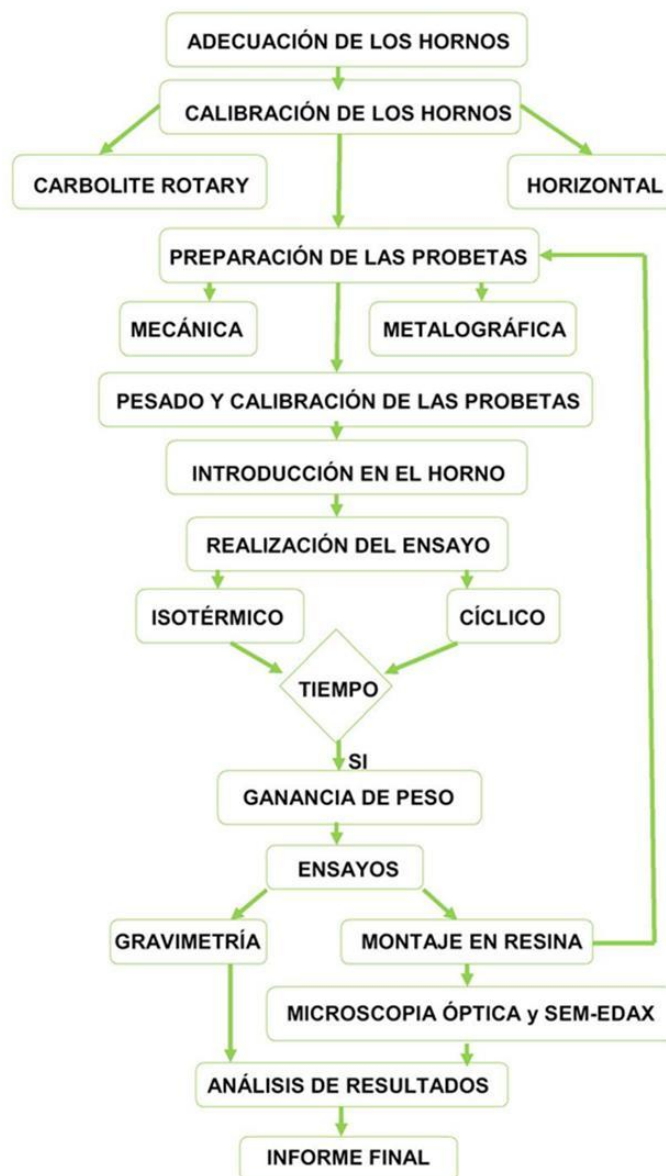 ADECUACIÓN DE LOS HORNOS
CALIBRACIÓN DE LOS HORNOS
CARBOLITE ROTARY
HORIZONTAL
PREPARACIÓN DE LAS PROBETAS
MECÁNICA
METALOGRÁFICA
PESADO Y CALIBRACIÓN DE LAS PROBETAS
INTRODUCCIÓN EN EL HORNO
REALIZACIÓN DEL ENSAYO
ISOTÉRMICO
CÍCLICO
TIEMPO
SI
GANANCIA DE PESO
ENSAYOS
GRAVIMETRÍA
MONTAJE EN RESINA
MICROSCOPIA ÓPTICA y SEM-EDAX
ANÁLISIS DE RESULTADOS
INFORME FINAL